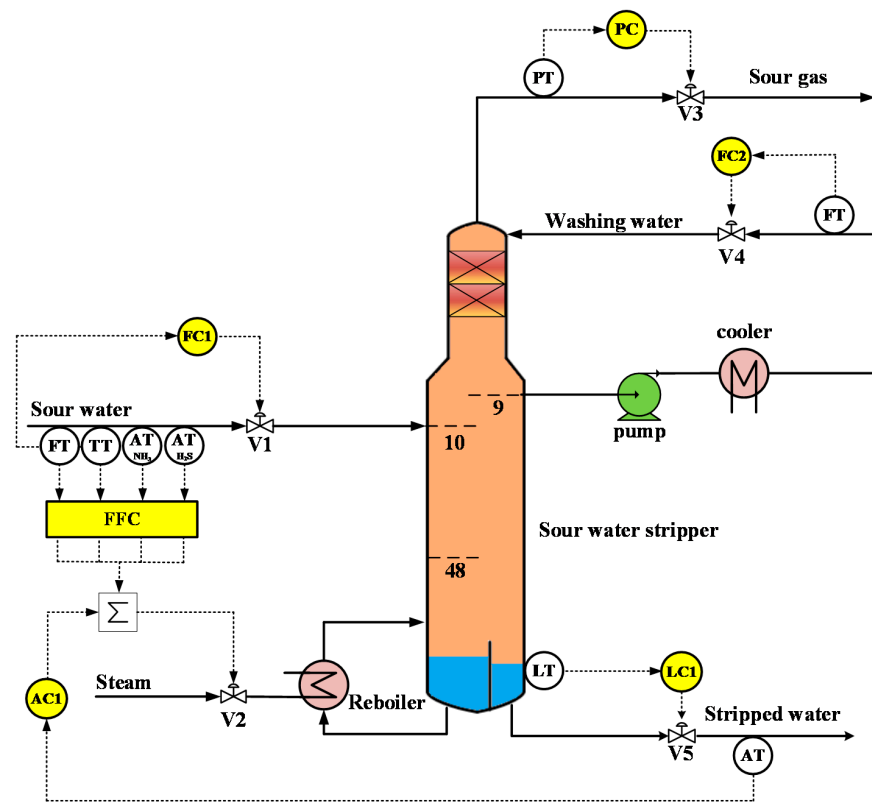 PC
PT
Sour gas
V3
FC2
FT
Washing water
V4
FC1
cooler
Sour water
9
V1
pump
FT
TT
AT
NH₃
AT
H₂S
10
FFC
Sour water stripper
48
Σ
LT
LC1
AC1
Steam
V2
Reboiler
Stripped water
V5
AT